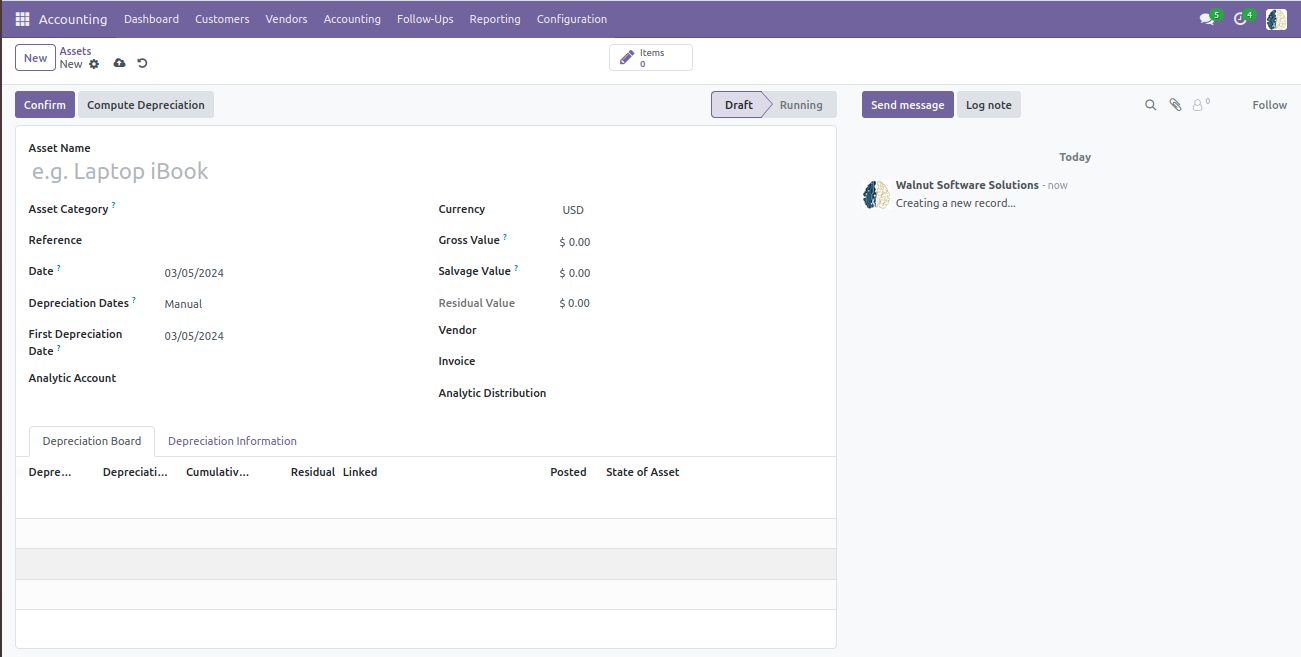 Accounting Dashboard Customers Vendors Accounting Follow-Ups Reporting Configuration 5 4
New Assets
New
Items
0
Confirm Compute Depreciation Draft Running Send message Log note 0 Follow
Asset Name
e.g. Laptop iBook
Asset Category ?
Reference
Date ? 03/05/2024
Depreciation Dates ? Manual
First Depreciation
Date ? 03/05/2024
Analytic Account
Currency USD
Gross Value ? $ 0.00
Salvage Value ? $ 0.00
Residual Value $ 0.00
Vendor
Invoice
Analytic Distribution
Depreciation Board Depreciation Information
Depre... Depreciati... Cumulativ... Residual Linked Posted State of Asset
Today
Walnut Software Solutions - now
Creating a new record...